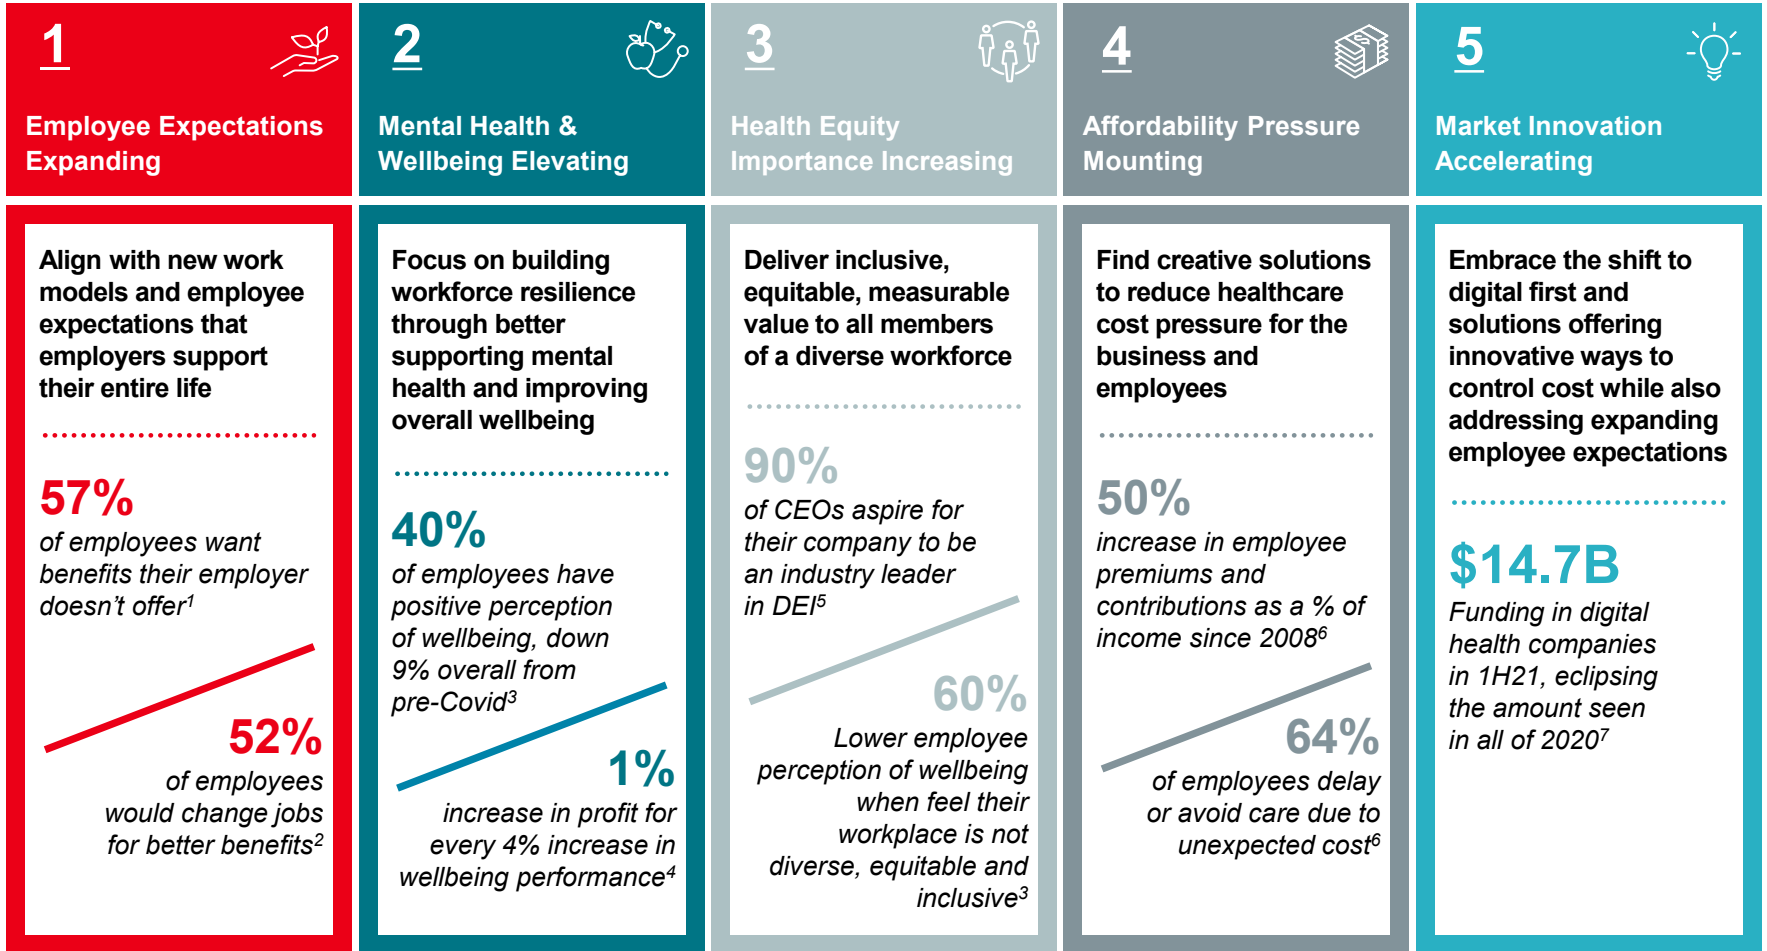 1
Employee Expectations
Expanding
Align with new work
models and employee
expectations that
employers support
their entire life
57%
of employees want
benefits their employer
doesn't offer¹
52%
of employees
would change jobs
for better benefits²
2
Mental Health &
Wellbeing Elevating
Focus on building
workforce resilience
through better
supporting mental
health and improving
overall wellbeing
40%
of employees have
positive perception
of wellbeing, down
9% overall from
pre-Covid³
1%
increase in profit for
every 4% increase in
wellbeing performance⁴
3
Health Equity
Importance Increasing
Deliver inclusive,
equitable, measurable
value to all members
of a diverse workforce
90%
of CEOs aspire for
their company to be
an industry leader
in DEI⁵
60%
Lower employee
perception of wellbeing
when feel their
workplace is not
diverse, equitable and
inclusive³
4
Affordability Pressure
Mounting
Find creative solutions
to reduce healthcare
cost pressure for the
business and
employees
50%
increase in employee
premiums and
contributions as a % of
income since 2008⁶
64%
of employees delay
or avoid care due to
unexpected cost⁶
5
Market Innovation
Accelerating
Embrace the shift to
digital first and
solutions offering
innovative ways to
control cost while also
addressing expanding
employee expectations
$14.7B
Funding in digital
health companies
in 1H21, eclipsing
the amount seen
in all of 2020⁷